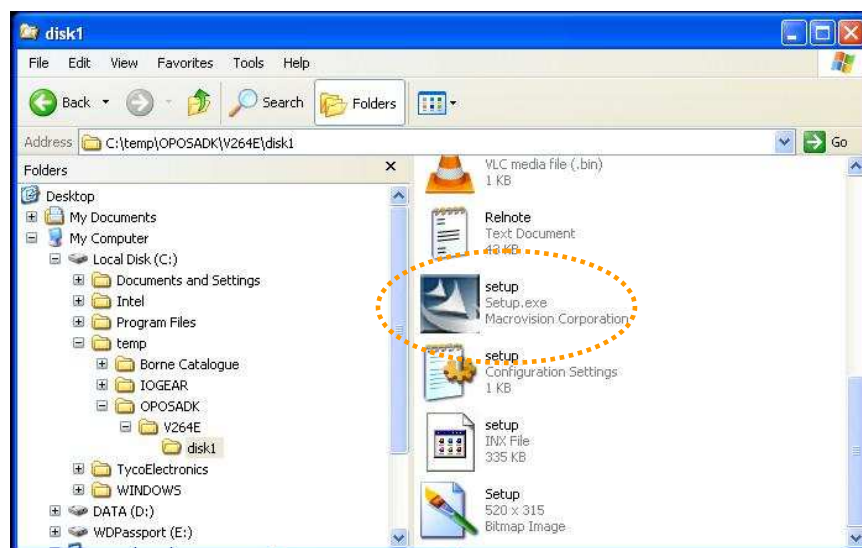 disk1
File Edit View Favorites Tools Help
Back Search Folders
Address C:\temp\OPOSADK\V264E\disk1 Go
Folders
Desktop
My Documents
My Computer
Local Disk (C:)
Documents and Settings
Intel
Program Files
temp
Borne Catalogue
IOGEAR
OPOSADK
V264E
disk1
TycoElectronics
WINDOWS
DATA (D:)
WDPassport (E:)
VLC media file (.bin)
1 KB
Relnote
Text Document
43 KB
setup
Setup.exe
Macrovision Corporation
setup
Configuration Settings
1 KB
setup
INX File
335 KB
Setup
520 x 315
Bitmap Image